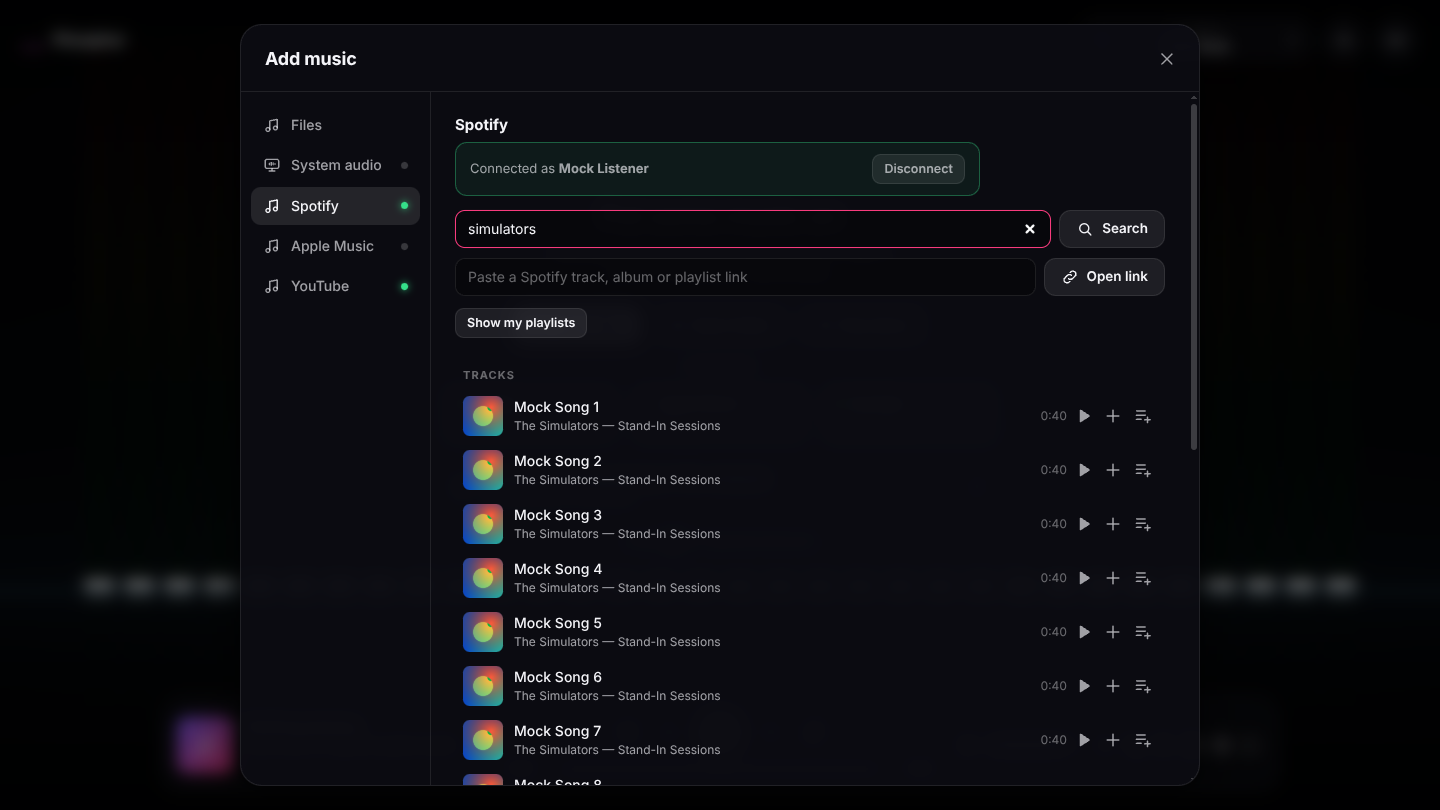 Add music
Files
System audio
Spotify
Apple Music
YouTube
Spotify
Connected as Mock Listener
Disconnect
simulators
Search
Paste a Spotify track, album or playlist link
Open link
Show my playlists
TRACKS
Mock Song 1
The Simulators — Stand-In Sessions
0:40
Mock Song 2
The Simulators — Stand-In Sessions
0:40
Mock Song 3
The Simulators — Stand-In Sessions
0:40
Mock Song 4
The Simulators — Stand-In Sessions
0:40
Mock Song 5
The Simulators — Stand-In Sessions
0:40
Mock Song 6
The Simulators — Stand-In Sessions
0:40
Mock Song 7
The Simulators — Stand-In Sessions
0:40
Mock Song 8